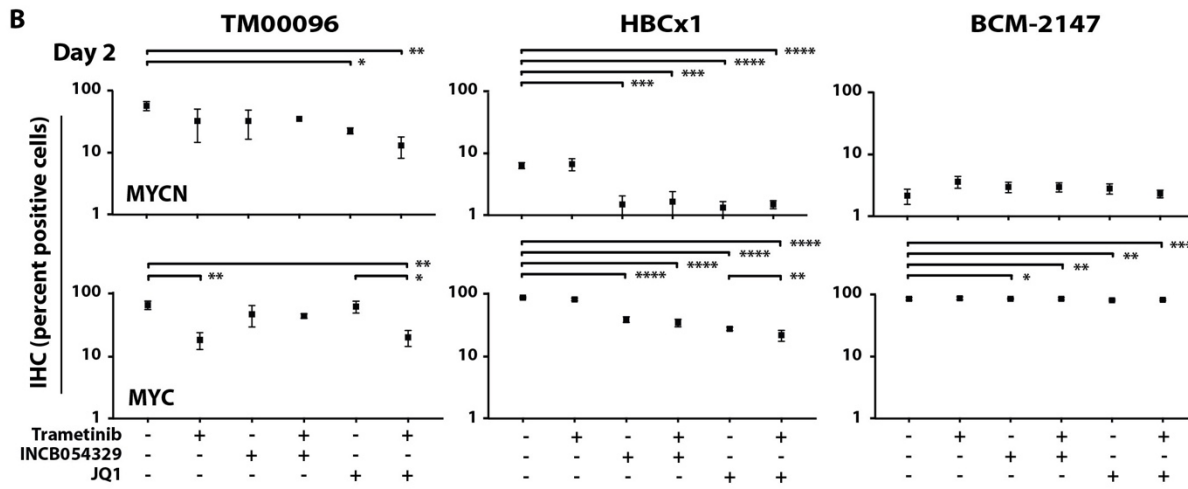 B
TM00096 HBCx1 BCM-2147
Day 2
** * **** **** *** ***
100 100 100
10 10 10
1 1 1
MYCN
IHC (percent positive cells)
** ** * **** **** **** **** ** *** ** ** *
100 100 100
10 10 10
1 1 1
MYC
Trametinib - + - + - + - + - + - + - + - + - +
INCB054329 - - + + - - - - + + - - - - + + - -
JQ1 - - - - + + - - - - + + - - - - + +